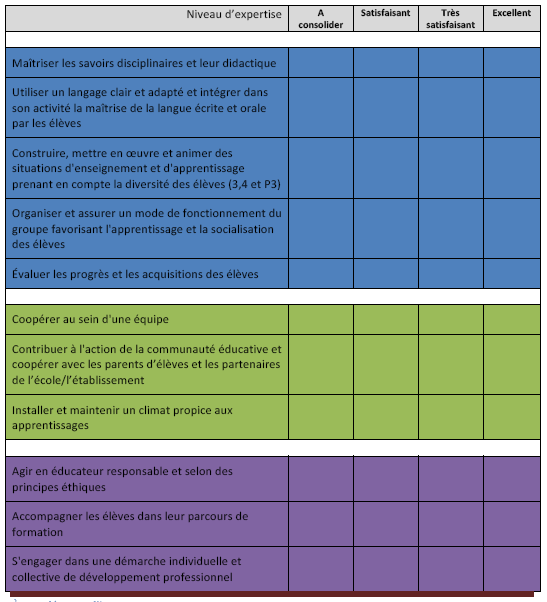 Niveau d’expertise
A
consolider
Satisfaisant
Très
satisfaisant
Excellent
Maîtriser les savoirs disciplinaires et leur didactique
Utiliser un langage clair et adapté et intégrer dans
son activité la maîtrise de la langue écrite et orale
par les élèves
Construire, mettre en œuvre et animer des
situations d'enseignement et d'apprentissage
prenant en compte la diversité des élèves (3,4 et P3)
Organiser et assurer un mode de fonctionnement du
groupe favorisant l'apprentissage et la socialisation
des élèves
Évaluer les progrès et les acquisitions des élèves
Coopérer au sein d'une équipe
Contribuer à l'action de la communauté éducative et
coopérer avec les parents d’élèves et les partenaires
de l’école/l’établissement
Installer et maintenir un climat propice aux
apprentissages
Agir en éducateur responsable et selon des
principes éthiques
Accompagner les élèves dans leur parcours de
formation
S'engager dans une démarche individuelle et
collective de développement professionnel